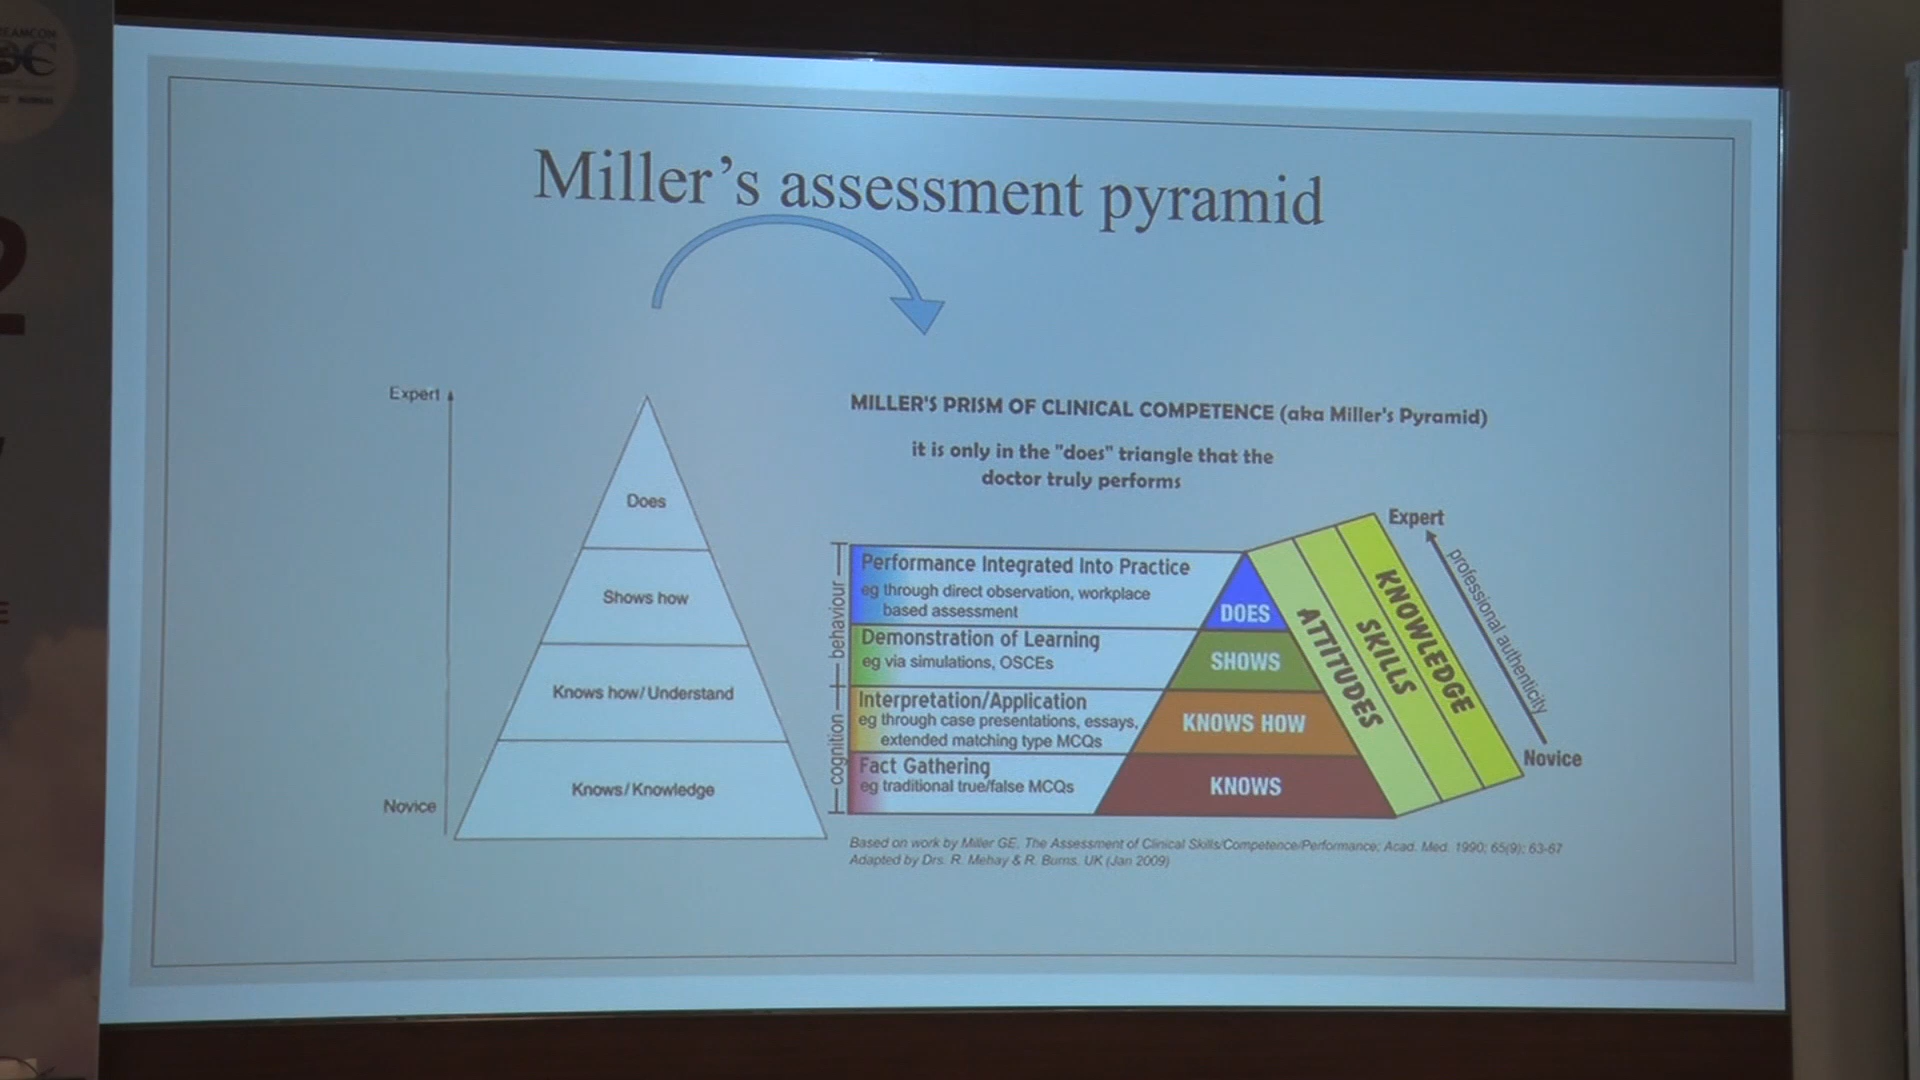 Miller's assessment pyramid
Expert
Does
Shows how
Knows how/Understand
Knows/Knowledge
Novice
MILLER'S PRISM OF CLINICAL COMPETENCE (aka Miller's Pyramid)
it is only in the "does" triangle that the
doctor truly performs
behaviour
cognition
Performance Integrated Into Practice
eg through direct observation, workplace
based assessment
Demonstration of Learning
eg via simulations, OSCEs
Interpretation/Application
eg through case presentations, essays,
extended matching type MCQs
Fact Gathering
eg traditional true/false MCQs
DOES
SHOWS
KNOWS HOW
KNOWS
ATTITUDES
SKILLS
KNOWLEDGE
Expert
professional authenticity
Novice
Based on work by Miller GE, The Assessment of Clinical Skills/Competence/Performance; Acad. Med. 1990; 65(9); 63-67
Adapted by Drs. R. Mehay & R. Burns, UK (Jan 2009)
2